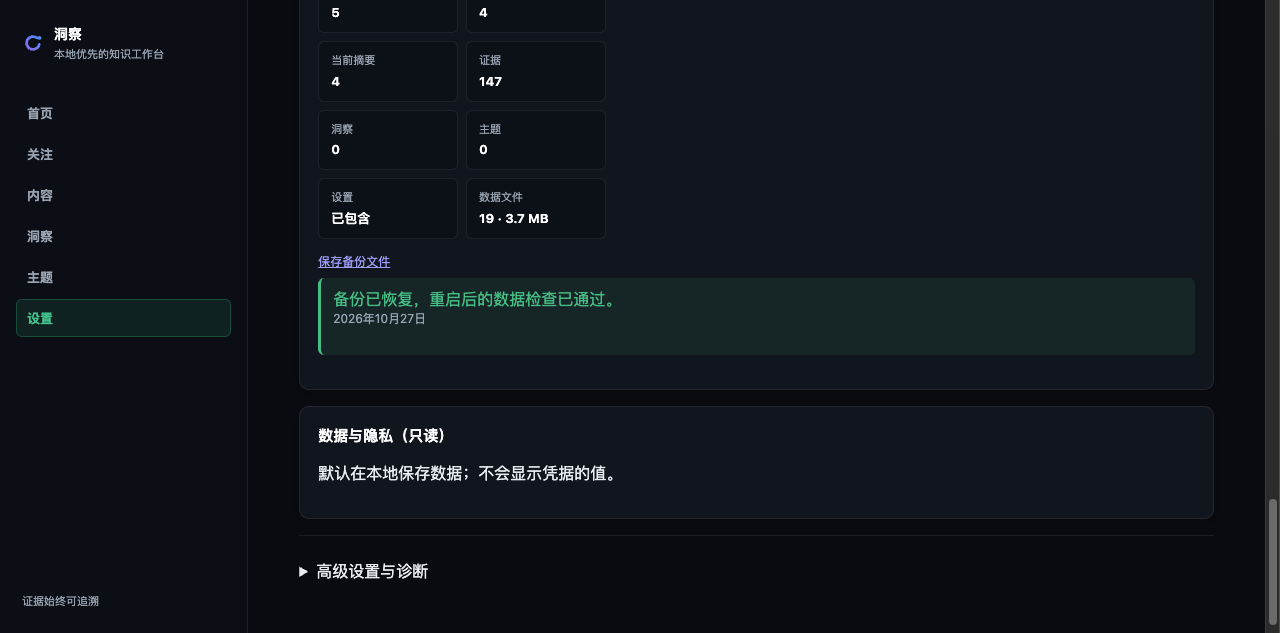 洞察
本地优先的知识工作台
首页
关注
内容
洞察
主题
设置
证据始终可追溯
5
4
当前摘要
4
证据
147
洞察
0
主题
0
设置
已包含
数据文件
19 · 3.7 MB
保存备份文件
备份已恢复，重启后的数据检查已通过。
2026年10月27日
数据与隐私（只读）
默认在本地保存数据；不会显示凭据的值。
高级设置与诊断